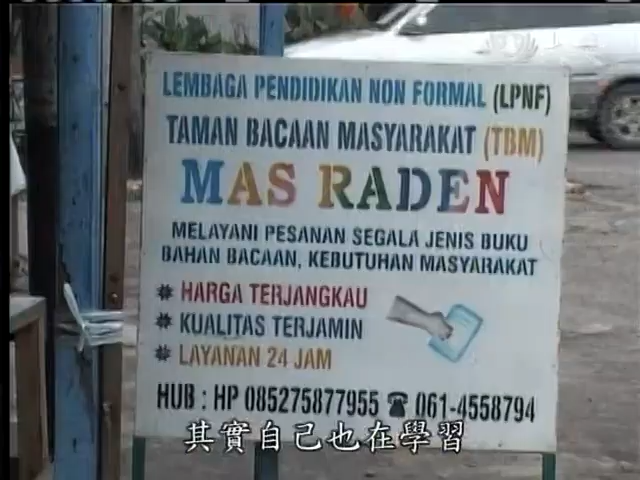 LEMBAGA PENDIDIKAN NON FORMAL (LPNF)
TAMAN BACAAN MASYARAKAT (TBM)
MAS RADEN
MELAYANI PESANAN SEGALA JENIS BUKU
BAHAN BACAAN, KEBUTUHAN MASYARAKAT
* HARGA TERJANGKAU
* KUALITAS TERJAMIN
* LAYANAN 24 JAM
HUB : HP 085275877955 ☎ 061-4558794
其實自己也在學習